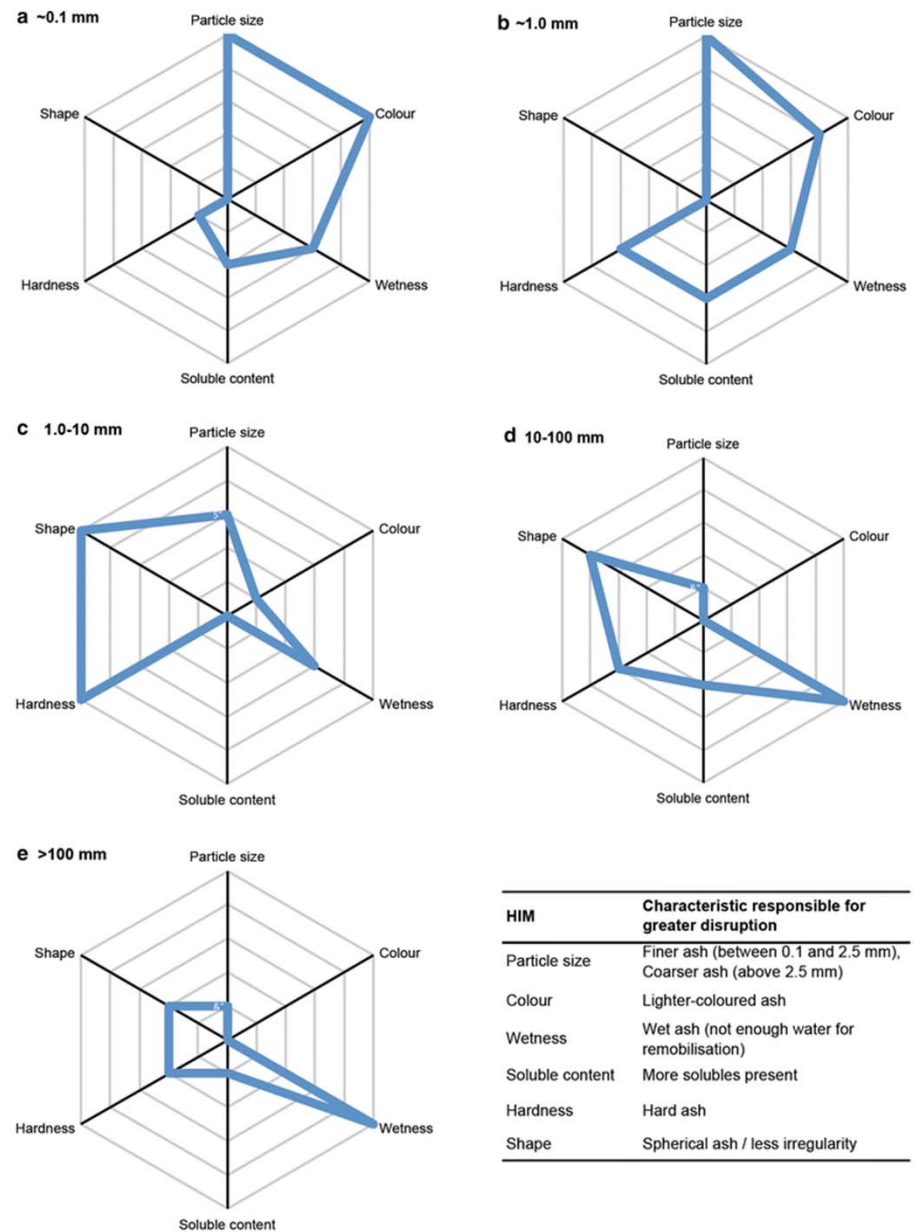 a ~0.1 mm
Particle size
Shape
Colour
Hardness
Wetness
Soluble content
b ~1.0 mm
Particle size
Shape
Colour
Hardness
Wetness
Soluble content
c 1.0-10 mm
Particle size
Shape
Colour
Hardness
Wetness
Soluble content
d 10-100 mm
Particle size
Shape
Colour
Hardness
Wetness
Soluble content
e >100 mm
Particle size
Shape
Colour
Hardness
Wetness
Soluble content
HIM Characteristic responsible for
greater disruption
Particle size Finer ash (between 0.1 and 2.5 mm),
Coarser ash (above 2.5 mm)
Colour Lighter-coloured ash
Wetness Wet ash (not enough water for
remobilisation)
Soluble content More solubles present
Hardness Hard ash
Shape Spherical ash / less irregularity